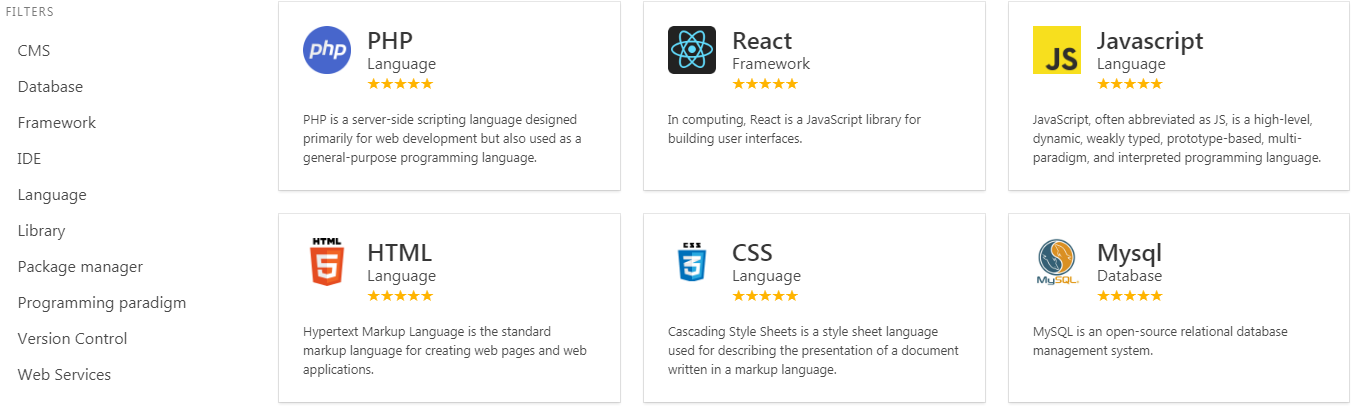 FILTERS
CMS
Database
Framework
IDE
Language
Library
Package manager
Programming paradigm
Version Control
Web Services
php
PHP
Language
PHP is a server-side scripting language designed
primarily for web development but also used as a
general-purpose programming language.
React
Framework
In computing, React is a JavaScript library for
building user interfaces.
JS
Javascript
Language
JavaScript, often abbreviated as JS, is a high-level,
dynamic, weakly typed, prototype-based, multi-
paradigm, and interpreted programming language.
HTML
5
HTML
Language
Hypertext Markup Language is the standard
markup language for creating web pages and web
applications.
CSS
3
CSS
Language
Cascading Style Sheets is a style sheet language
used for describing the presentation of a document
written in a markup language.
MySQL
Mysql
Database
MySQL is an open-source relational database
management system.